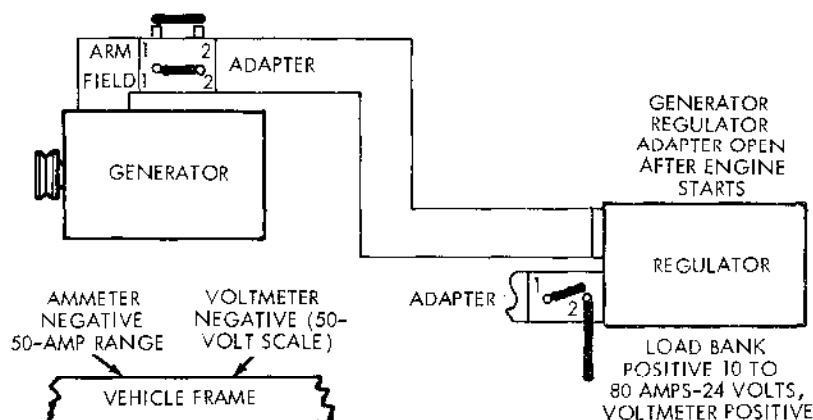 ARM 1 2
FIELD 1 2
ADAPTER
GENERATOR
GENERATOR
REGULATOR
ADAPTER OPEN
AFTER ENGINE
STARTS
REGULATOR
ADAPTER
1
2
AMMETER
NEGATIVE
50-AMP RANGE
VOLTMETER
NEGATIVE (50-
VOLT SCALE)
VEHICLE FRAME
LOAD BANK
POSITIVE 10 TO
80 AMPS-24 VOLTS,
VOLTMETER POSITIVE